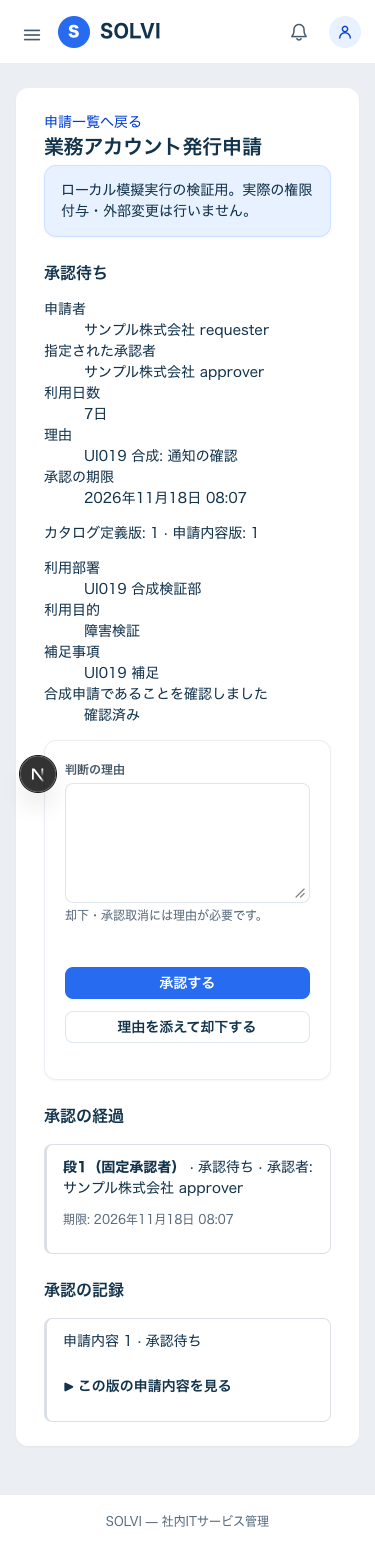 S SOLVI
申請一覧へ戻る
業務アカウント発行申請
ローカル模擬実行の検証用。実際の権限
付与・外部変更は行いません。
承認待ち
申請者
サンプル株式会社 requester
指定された承認者
サンプル株式会社 approver
利用日数
7日
理由
UI019 合成: 通知の確認
承認の期限
2026年11月18日 08:07
カタログ定義版: 1 · 申請内容版: 1
利用部署
UI019 合成検証部
利用目的
障害検証
補足事項
UI019 補足
合成申請であることを確認しました
確認済み
N
判断の理由
却下・承認取消には理由が必要です。
承認する
理由を添えて却下する
承認の経過
段1（固定承認者） · 承認待ち · 承認者:
サンプル株式会社 approver
期限: 2026年11月18日 08:07
承認の記録
申請内容 1 · 承認待ち
▶ この版の申請内容を見る
SOLVI — 社内ITサービス管理